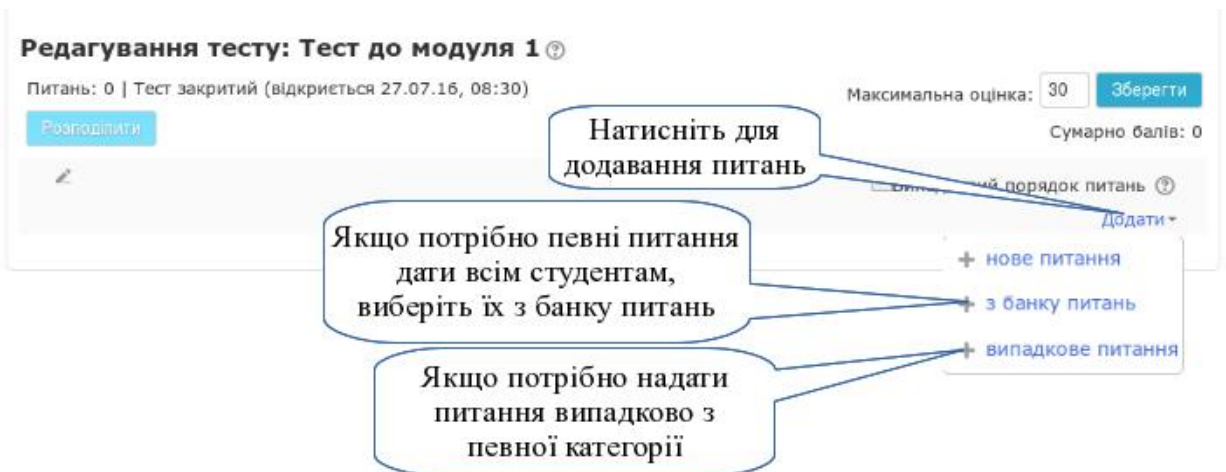 Редагування тесту: Тест до модуля 1
Питань: 0 | Тест закритий (відкриється 27.07.16, 08:30)
Максимальна оцінка: 30 Зберегти
Розподілити
Сумарно балів: 0
Натисніть для
додавання питань
порядок питань
Додати
Якщо потрібно певні питання
дати всім студентам,
виберіть їх з банку питань
+ нове питання
+ з банку питань
+ випадкове питання
Якщо потрібно надати
питання випадково з
певної категорії